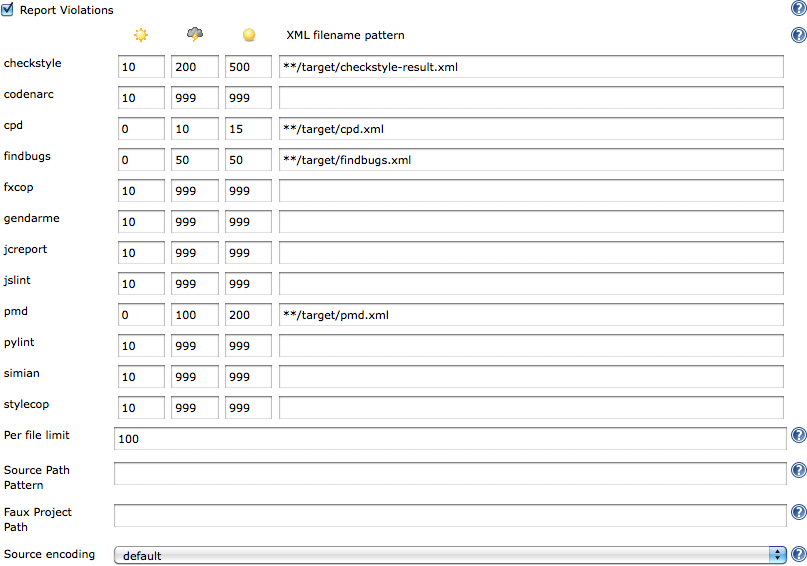 Report Violations ?
XML filename pattern ?
checkstyle 10 200 500 **/target/checkstyle-result.xml
codenarc 10 999 999
cpd 0 10 15 **/target/cpd.xml
findbugs 0 50 50 **/target/findbugs.xml
fxcop 10 999 999
gendarme 10 999 999
jcreport 10 999 999
jslint 10 999 999
pmd 0 100 200 **/target/pmd.xml
pylint 10 999 999
simian 10 999 999
stylecop 10 999 999
Per file limit 100 ?
Source Path ?
Pattern
Faux Project ?
Path
Source encoding default ?